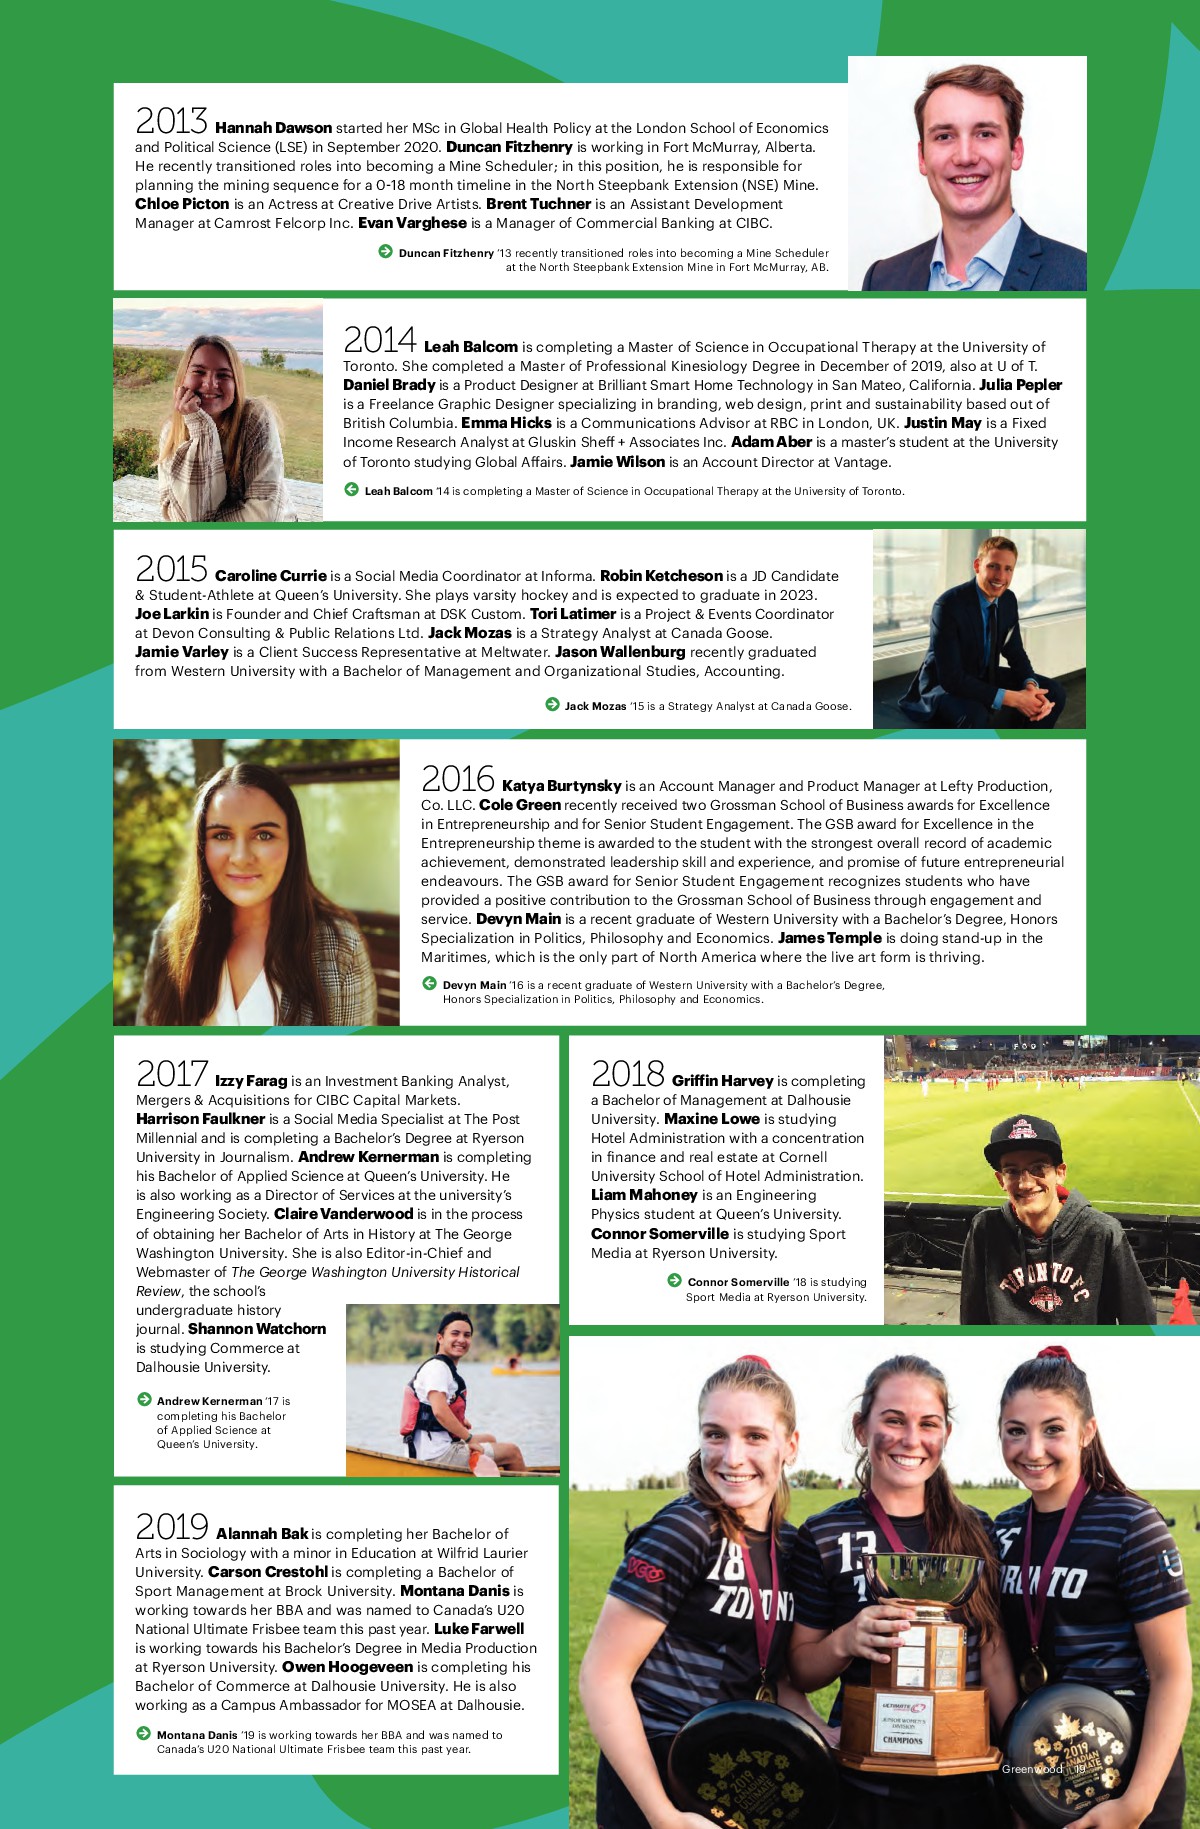 2013 Hannah Dawson started her MSc in Global Health Policy at the London School of Economics
and Political Science (LSE) in September 2020. Duncan Fitzhenry is working in Fort McMurray, Alberta.
He recently transitioned roles into becoming a Mine Scheduler; in this position, he is responsible for
planning the mining sequence for a 0-18 month timeline in the North Steepbank Extension (NSE) Mine.
Chloe Picton is an Actress at Creative Drive Artists. Brent Tuchner is an Assistant Development
Manager at Camrost Felcorp Inc. Evan Varghese is a Manager of Commercial Banking at CIBC.
Duncan Fitzhenry '13 recently transitioned roles into becoming a Mine Scheduler
at the North Steepbank Extension Mine in Fort McMurray, AB.
2014 Leah Balcom is completing a Master of Science in Occupational Therapy at the University of
Toronto. She completed a Master of Professional Kinesiology Degree in December of 2019, also at U of T.
Daniel Brady is a Product Designer at Brilliant Smart Home Technology in San Mateo, California. Julia Pepler
is a Freelance Graphic Designer specializing in branding, web design, print and sustainability based out of
British Columbia. Emma Hicks is a Communications Advisor at RBC in London, UK. Justin May is a Fixed
Income Research Analyst at Gluskin Sheff + Associates Inc. Adam Aber is a master's student at the University
of Toronto studying Global Affairs. Jamie Wilson is an Account Director at Vantage.
Leah Balcom '14 is completing a Master of Science in Occupational Therapy at the University of Toronto.
2015 Caroline Currie is a Social Media Coordinator at Informa. Robin Ketcheson is a JD Candidate
& Student-Athlete at Queen's University. She plays varsity hockey and is expected to graduate in 2023.
Joe Larkin is Founder and Chief Craftsman at DSK Custom. Tori Latimer is a Project & Events Coordinator
at Devon Consulting & Public Relations Ltd. Jack Mozas is a Strategy Analyst at Canada Goose.
Jamie Varley is a Client Success Representative at Meltwater. Jason Wallenburg recently graduated
from Western University with a Bachelor of Management and Organizational Studies, Accounting.
Jack Mozas '15 is a Strategy Analyst at Canada Goose.
2016 Katya Burtynsky is an Account Manager and Product Manager at Lefty Production,
Co. LLC. Cole Green recently received two Grossman School of Business awards for Excellence
in Entrepreneurship and for Senior Student Engagement. The GSB award for Excellence in the
Entrepreneurship theme is awarded to the student with the strongest overall record of academic
achievement, demonstrated leadership skill and experience, and promise of future entrepreneurial
endeavours. The GSB award for Senior Student Engagement recognizes students who have
provided a positive contribution to the Grossman School of Business through engagement and
service. Devyn Main is a recent graduate of Western University with a Bachelor's Degree, Honors
Specialization in Politics, Philosophy and Economics. James Temple is doing stand-up in the
Maritimes, which is the only part of North America where the live art form is thriving.
Devyn Main '16 is a recent graduate of Western University with a Bachelor's Degree,
Honors Specialization in Politics, Philosophy and Economics.
2017 Izzy Farag is an Investment Banking Analyst,
Mergers & Acquisitions for CIBC Capital Markets.
Harrison Faulkner is a Social Media Specialist at The Post
Millennial and is completing a Bachelor's Degree at Ryerson
University in Journalism. Andrew Kernerman is completing
his Bachelor of Applied Science at Queen's University. He
is also working as a Director of Services at the university's
Engineering Society. Claire Vanderwood is in the process
of obtaining her Bachelor of Arts in History at The George
Washington University. She is also Editor-in-Chief and
Webmaster of The George Washington University Historical
Review, the school's
undergraduate history
journal. Shannon Watchorn
is studying Commerce at
Dalhousie University.
Andrew Kernerman '17 is
completing his Bachelor
of Applied Science at
Queen's University.
2018 Griffin Harvey is completing
a Bachelor of Management at Dalhousie
University. Maxine Lowe is studying
Hotel Administration with a concentration
in finance and real estate at Cornell
University School of Hotel Administration.
Liam Mahoney is an Engineering
Physics student at Queen's University.
Connor Somerville is studying Sport
Media at Ryerson University.
Connor Somerville '18 is studying
Sport Media at Ryerson University.
TORONTO FC
2019 Alannah Bak is completing her Bachelor of
Arts in Sociology with a minor in Education at Wilfrid Laurier
University. Carson Crestohl is completing a Bachelor of
Sport Management at Brock University. Montana Danis is
working towards her BBA and was named to Canada's U20
National Ultimate Frisbee team this past year. Luke Farwell
is working towards his Bachelor's Degree in Media Production
at Ryerson University. Owen Hoogeveen is completing his
Bachelor of Commerce at Dalhousie University. He is also
working as a Campus Ambassador for MOSEA at Dalhousie.
Montana Danis '19 is working towards her BBA and was named to
Canada's U20 National Ultimate Frisbee team this past year.
18
TORONTO
13
ULTIMATE
JUNIOR WOMEN'S
DIVISION
CHAMPIONS
2019
CANADIAN
ULTIMATE
2019
CANADIAN
ULTIMATE
Greenwood 19